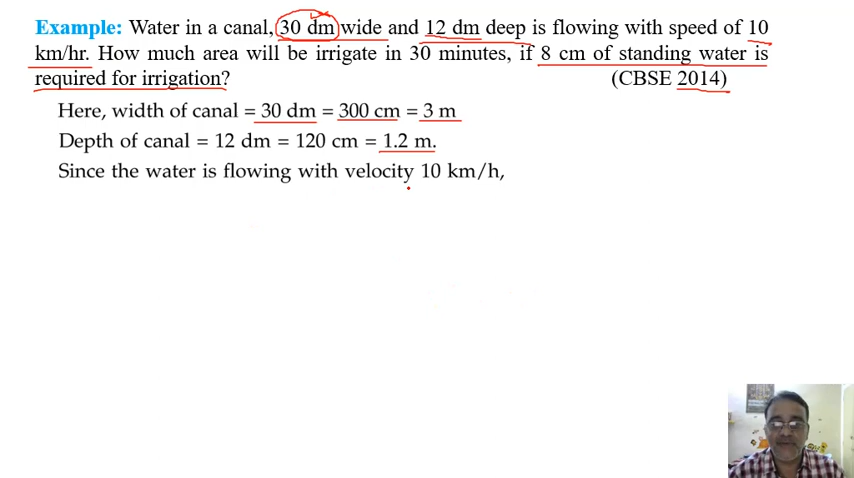 Example: Water in a canal, 30 dm wide and 12 dm deep is flowing with speed of 10
km/hr. How much area will be irrigate in 30 minutes, if 8 cm of standing water is
required for irrigation? (CBSE 2014)
Here, width of canal = 30 dm = 300 cm = 3 m
Depth of canal = 12 dm = 120 cm = 1.2 m.
Since the water is flowing with velocity 10 km/h,